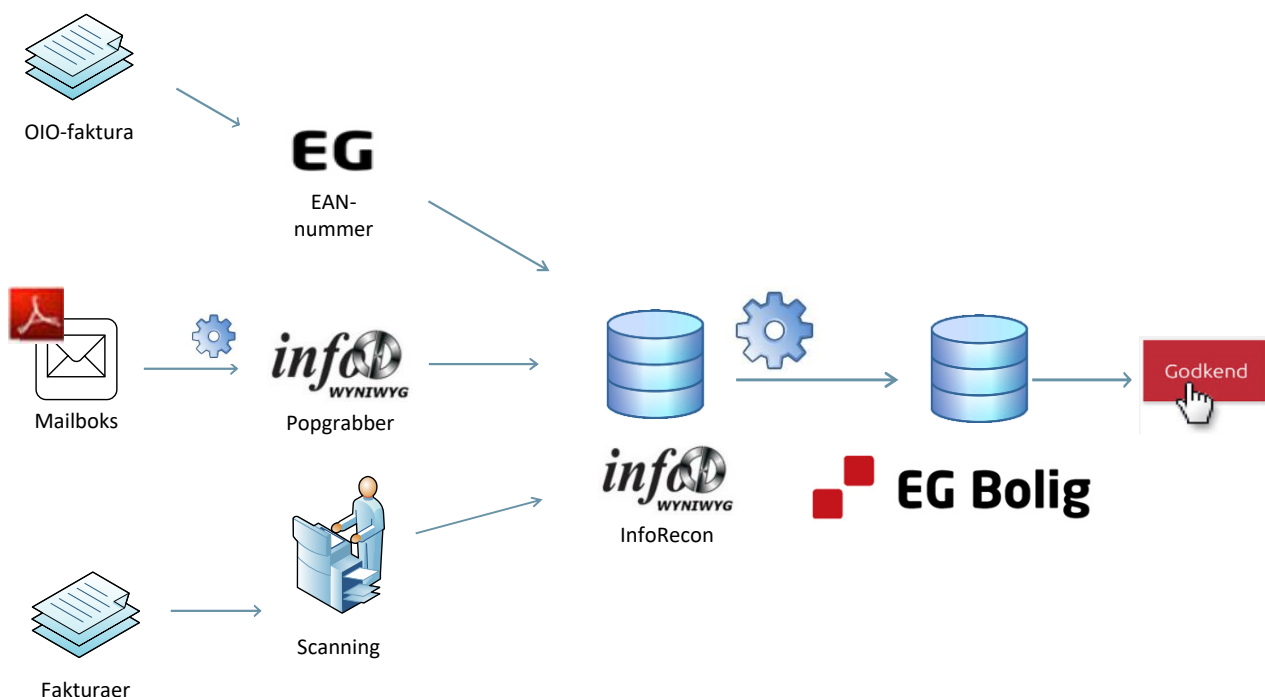 OIO-faktura
EG
EAN-
nummer
Mailboks
info
WYNIWYG
Popgrabber
Scanning
Fakturaer
info
WYNIWYG
InfoRecon
EG Bolig
Godkend